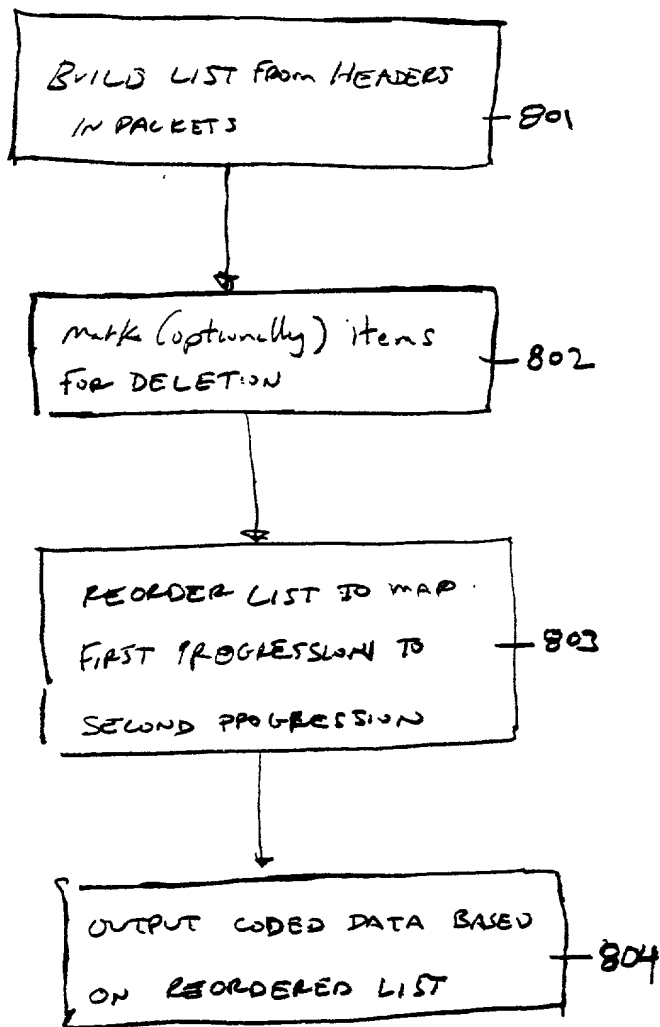 BUILD LIST FROM HEADERS
IN PACKETS
801
Mark (optionally) items
FOR DELETION
802
REORDER LIST TO MAP
FIRST PROGRESSION TO
SECOND PROGRESSION
803
OUTPUT CODED DATA BASED
ON REORDERED LIST
804